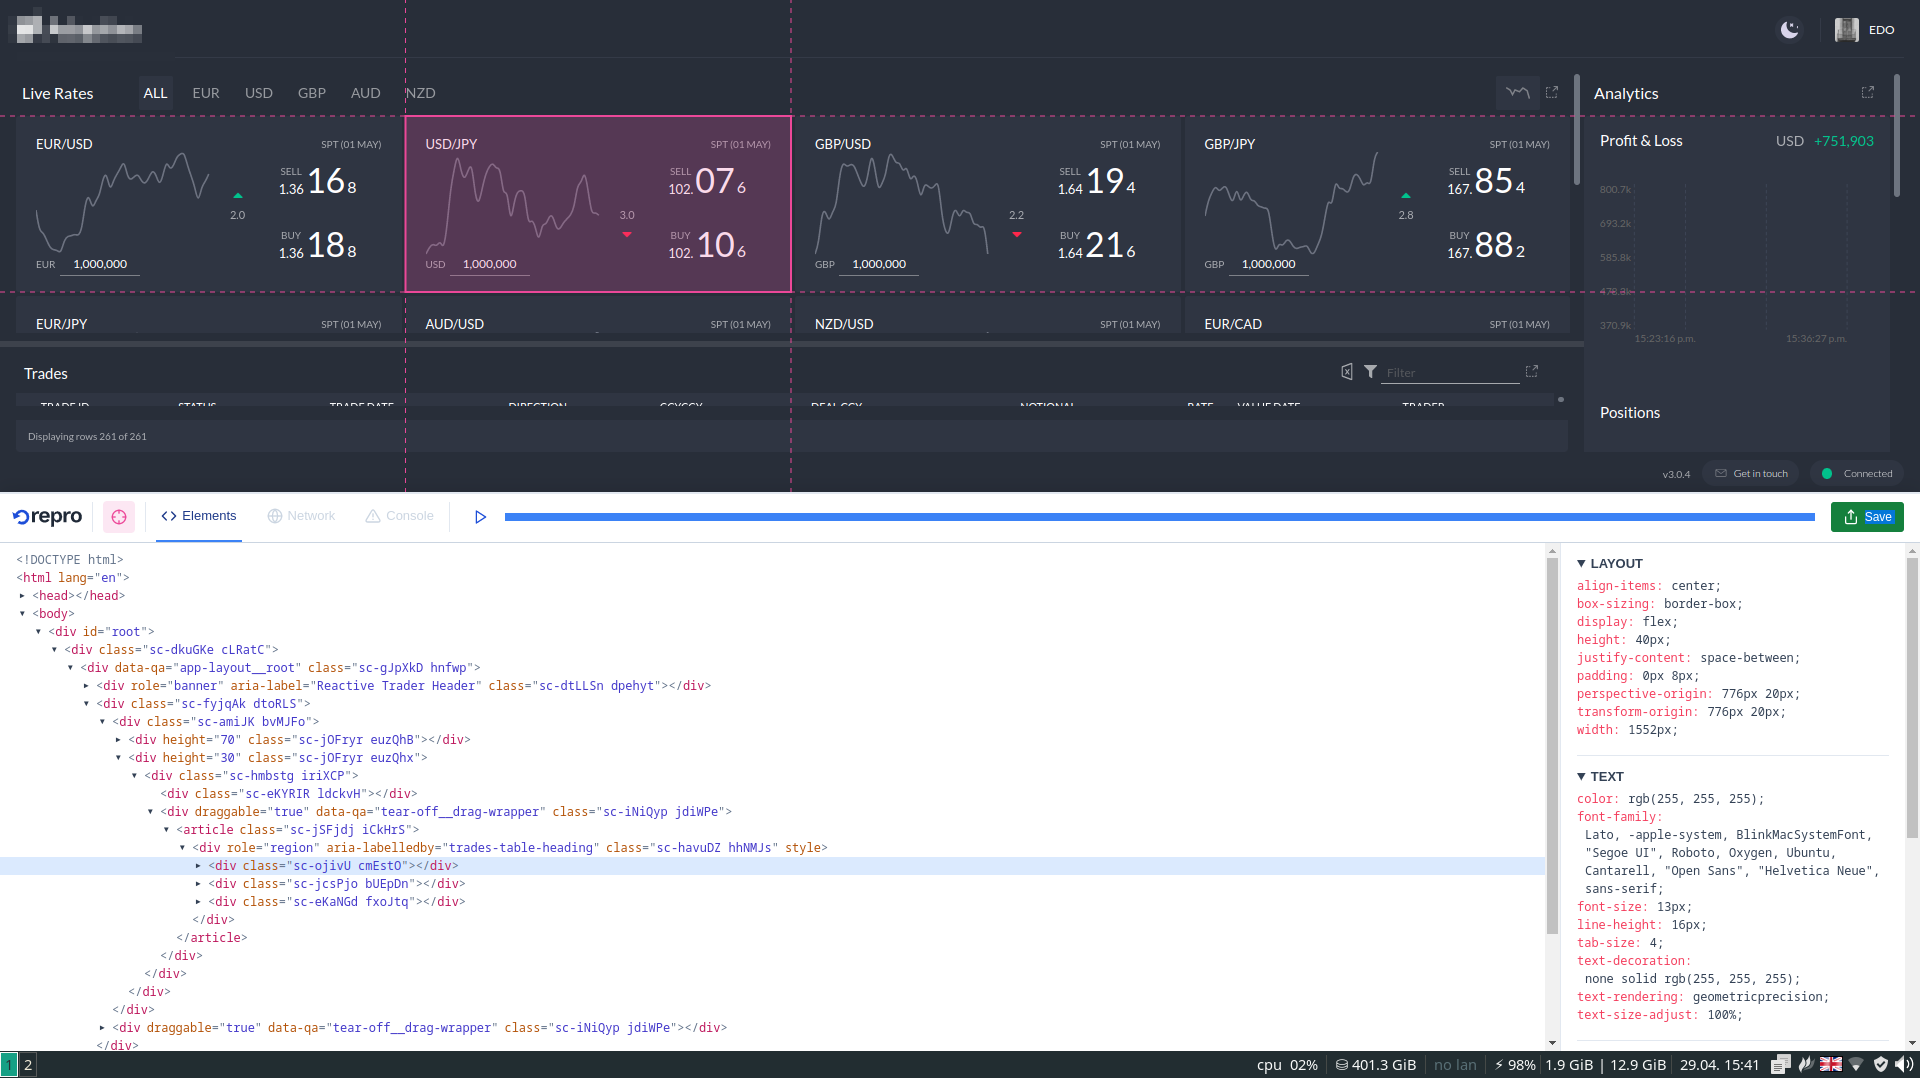 EDO
Live Rates ALL EUR USD GBP AUD NZD
Analytics
EUR/USD SPT (01 MAY)
SELL
1.36 16 8
2.0
BUY
1.36 18 8
EUR 1,000,000
USD/JPY SPT (01 MAY)
SELL
102. 07 6
3.0
BUY
102. 10 6
USD 1,000,000
GBP/USD SPT (01 MAY)
SELL
1.64 19 4
2.2
BUY
1.64 21 6
GBP 1,000,000
GBP/JPY SPT (01 MAY)
SELL
167. 85 4
2.8
BUY
167. 88 2
GBP 1,000,000
Profit & Loss USD +751,903
800.7k
693.2k
585.8k
478.3k
370.9k
15:23:16 p.m. 15:36:27 p.m.
EUR/JPY SPT (01 MAY)
AUD/USD SPT (01 MAY)
NZD/USD SPT (01 MAY)
EUR/CAD SPT (01 MAY)
Trades
Filter
TRADE ID STATUS TRADE DATE DIRECTION CCYCCY DEAL CCY NOTIONAL RATE VALUE DATE TRADER
Positions
Displaying rows 261 of 261
v3.0.4 Get in touch Connected
repro Elements Network Console Save
<!DOCTYPE html>
<html lang="en">
<head></head>
<body>
<div id="root">
<div class="sc-dkuGKe cLRatC">
<div data-qa="app-layout__root" class="sc-gJpXkD hnfwp">
<div role="banner" aria-label="Reactive Trader Header" class="sc-dtLLSn dpehyt"></div>
<div class="sc-fyjqAk dtoRLS">
<div class="sc-amiJK bvMJFo">
<div height="70" class="sc-jOFryr euzQhB"></div>
<div height="30" class="sc-jOFryr euzQhx">
<div class="sc-hmbstg iriXCP">
<div class="sc-eKYRIR ldckvH"></div>
<div draggable="true" data-qa="tear-off__drag-wrapper" class="sc-iNiQyp jdiWPe">
<article class="sc-jSFjdj iCkHrS">
<div role="region" aria-labelledby="trades-table-heading" class="sc-havuDZ hhNMJs" style>
<div class="sc-ojivU cmEstO"></div>
<div class="sc-jcsPjo bUEpDn"></div>
<div class="sc-eKaNGd fxoJtq"></div>
</div>
</article>
</div>
</div>
</div>
</div>
<div draggable="true" data-qa="tear-off__drag-wrapper" class="sc-iNiQyp jdiWPe"></div>
</div>
LAYOUT
align-items: center;
box-sizing: border-box;
display: flex;
height: 40px;
justify-content: space-between;
padding: 0px 8px;
perspective-origin: 776px 20px;
transform-origin: 776px 20px;
width: 1552px;
TEXT
color: rgb(255, 255, 255);
font-family:
Lato, -apple-system, BlinkMacSystemFont,
"Segoe UI", Roboto, Oxygen, Ubuntu,
Cantarell, "Open Sans", "Helvetica Neue",
sans-serif;
font-size: 13px;
line-height: 16px;
tab-size: 4;
text-decoration:
none solid rgb(255, 255, 255);
text-rendering: geometricprecision;
text-size-adjust: 100%;
1 2 cpu 02% 401.3 GiB no lan 98% 1.9 GiB | 12.9 GiB 29.04. 15:41